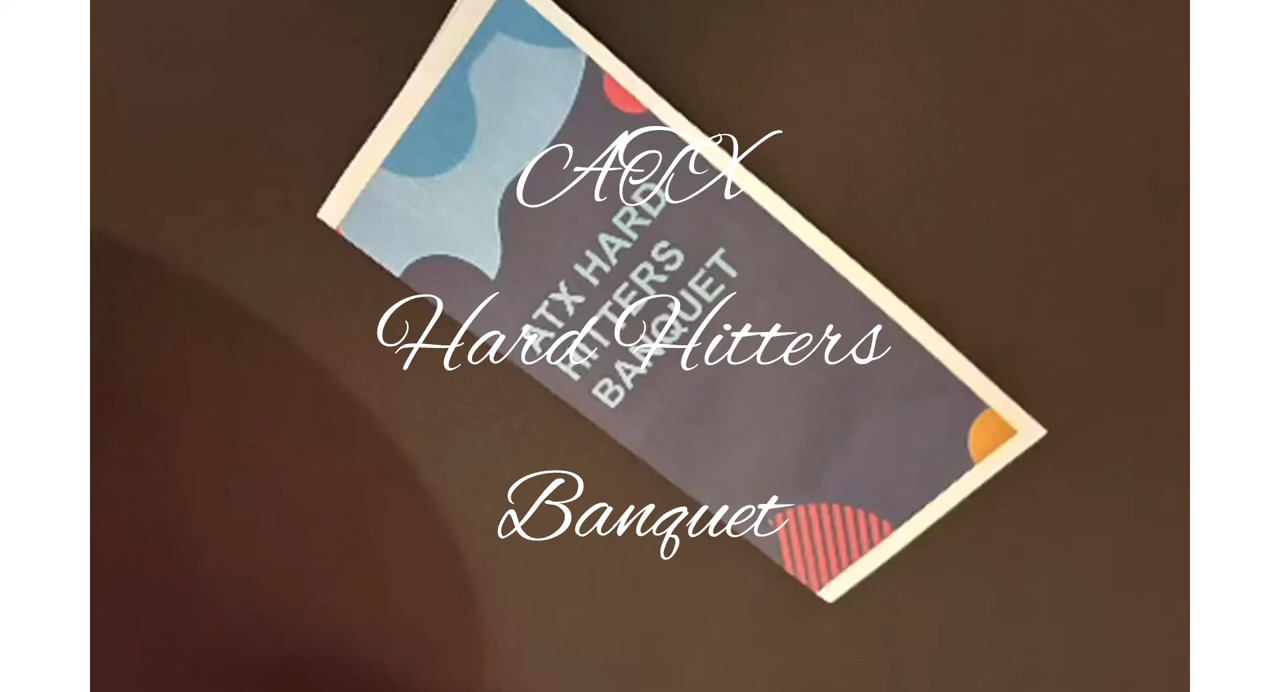 ATX
Hard Hitters
Banquet
ATX HARD
HITTERS
BANQUET